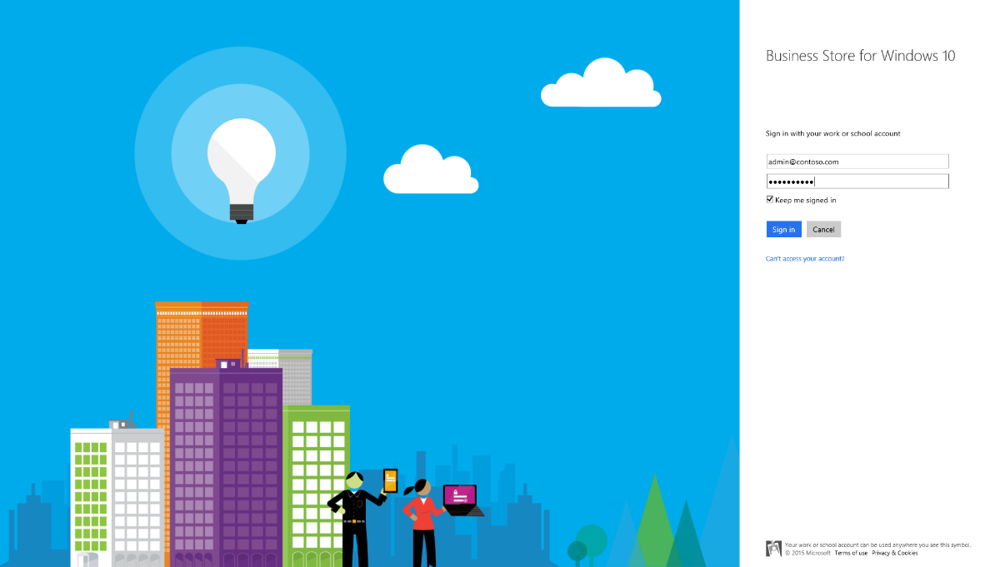 Business Store for Windows 10
Sign in with your work or school account
admin@contoso.com
••••••••••
Keep me signed in
Sign in Cancel
Can't access your account?
Your work or school account can be used anywhere you see this symbol.
© 2015 Microsoft Terms of use Privacy & Cookies